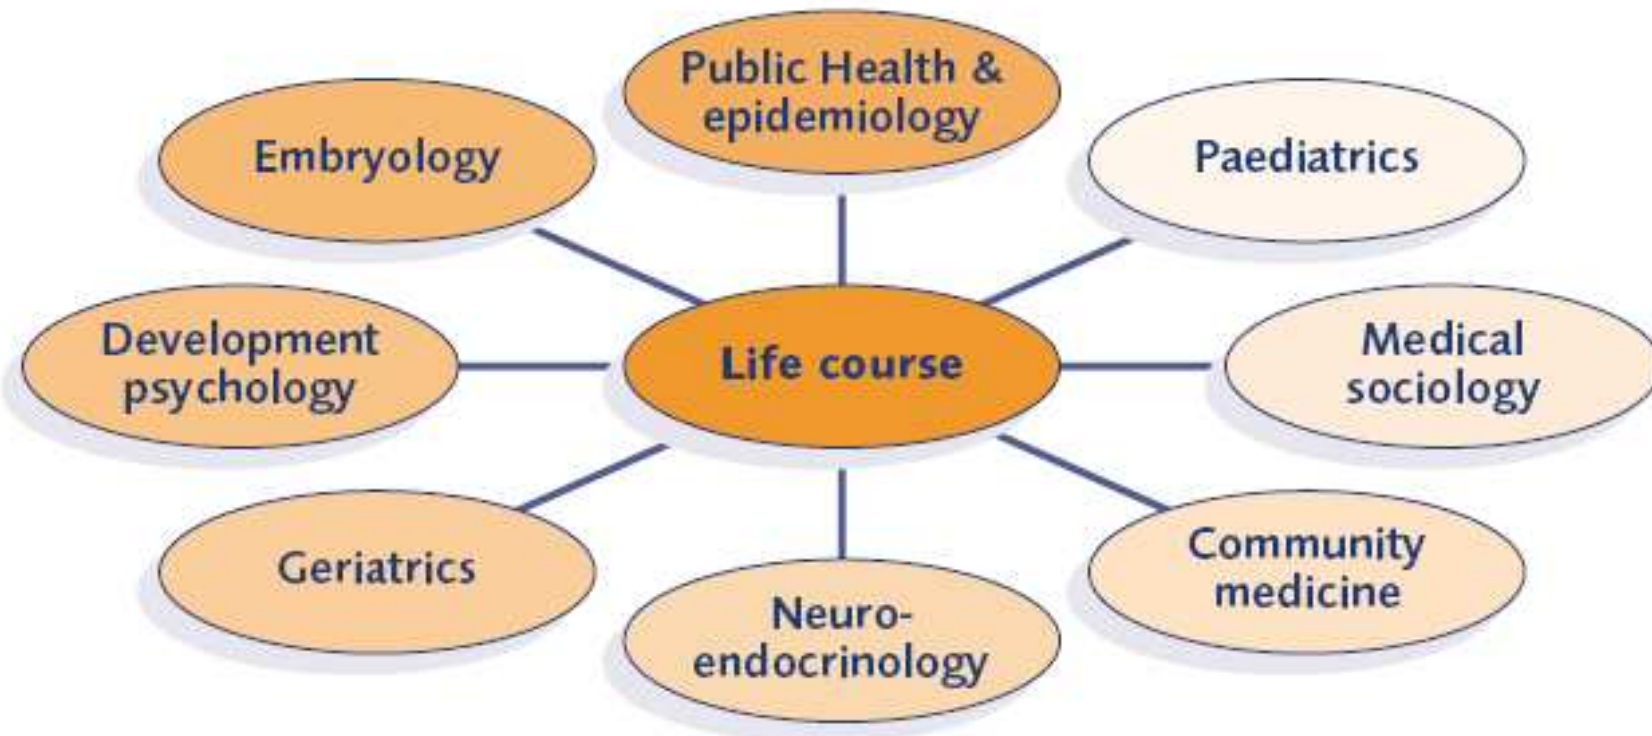 Public Health &
epidemiology
Embryology
Paediatrics
Development
psychology
Life course
Medical
sociology
Geriatrics
Community
medicine
Neuro-
endocrinology